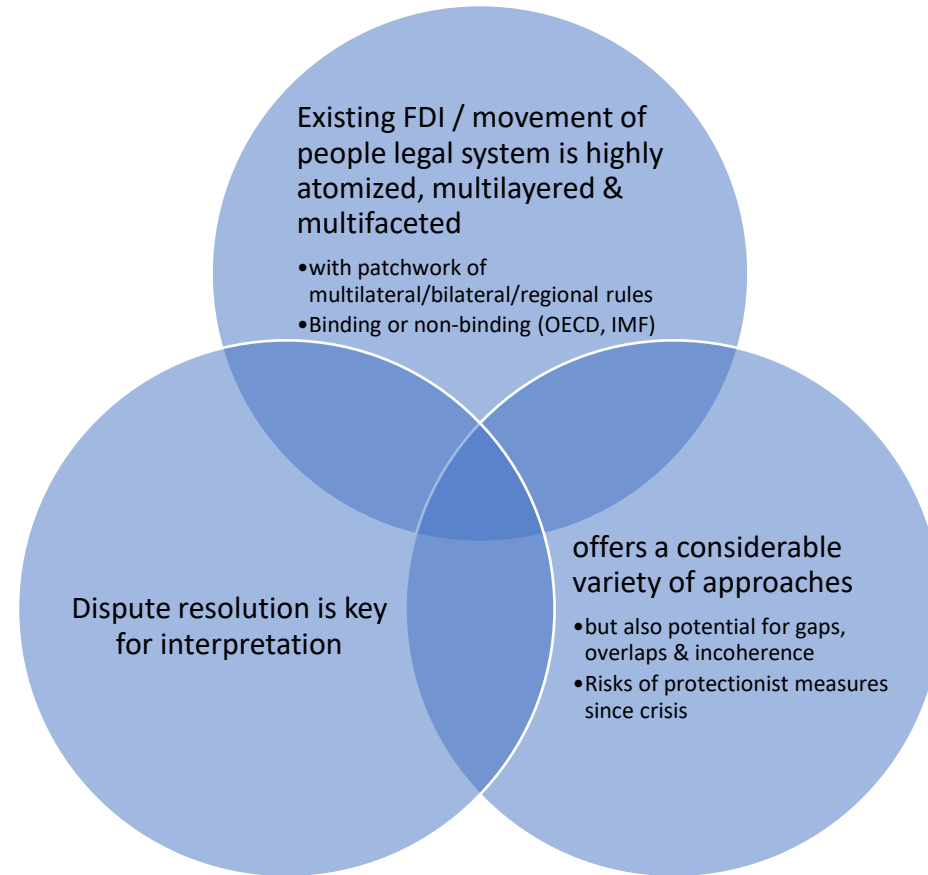 Existing FDI / movement of
people legal system is highly
atomized, multilayered &
multifaceted
•with patchwork of
multilateral/bilateral/regional rules
•Binding or non-binding (OECD, IMF)
offers a considerable
variety of approaches
•but also potential for gaps,
overlaps & incoherence
•Risks of protectionist measures
since crisis
Dispute resolution is key
for interpretation